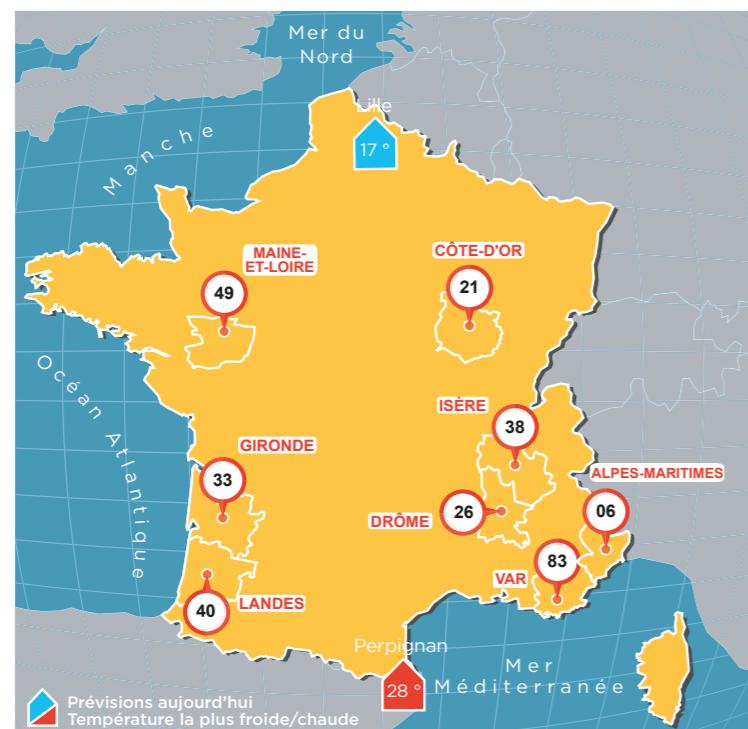 Mer du
Nord
Lille
17 °
Manche
MAINE-
ET-LOIRE
49
CÔTE-D'OR
21
Océan Atlantique
ISÈRE
38
GIRONDE
33
ALPES-MARITIMES
06
DRÔME
26
VAR
83
LANDES
40
Perpignan
28 °
Mer
Méditerranée
Prévisions aujourd'hui
Température la plus froide/chaude